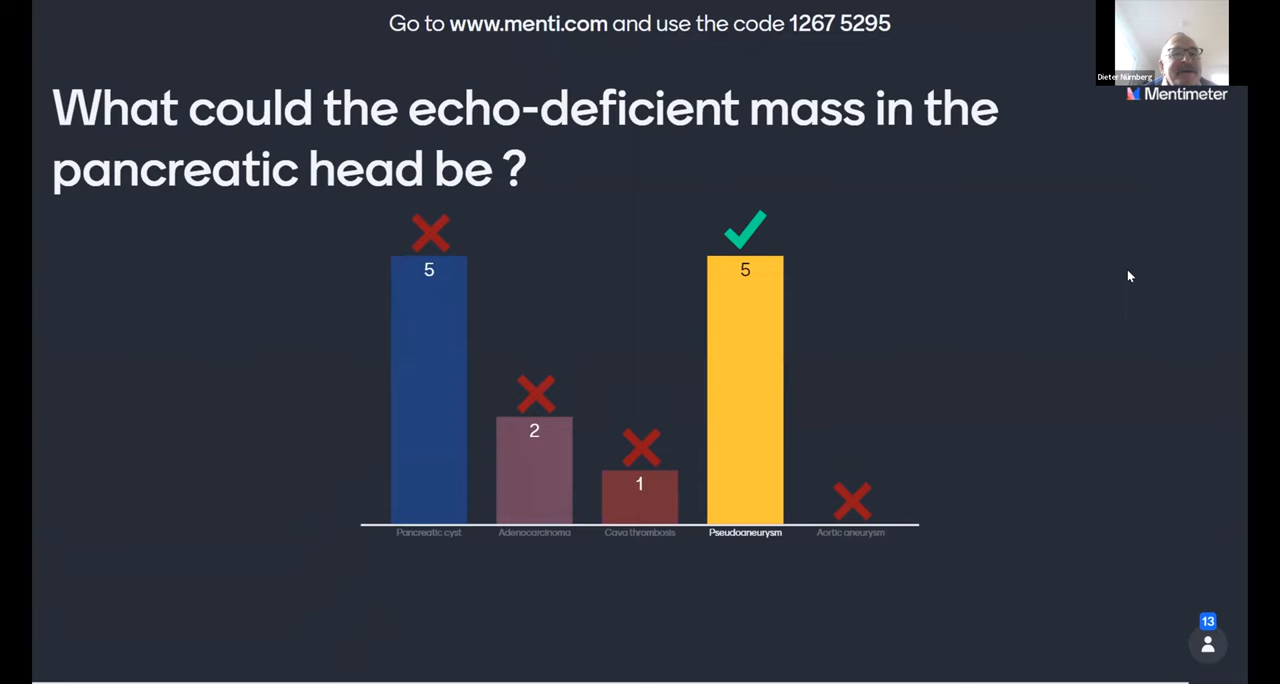 Go to www.menti.com and use the code 1267 5295
Dieter Nürnberg
Mentimeter
What could the echo-deficient mass in the
pancreatic head be ?
5
2
1
5
Pancreatic cyst
Adenocarcinoma
Cava thrombosis
Pseudoaneurysm
Aortic aneurysm
13